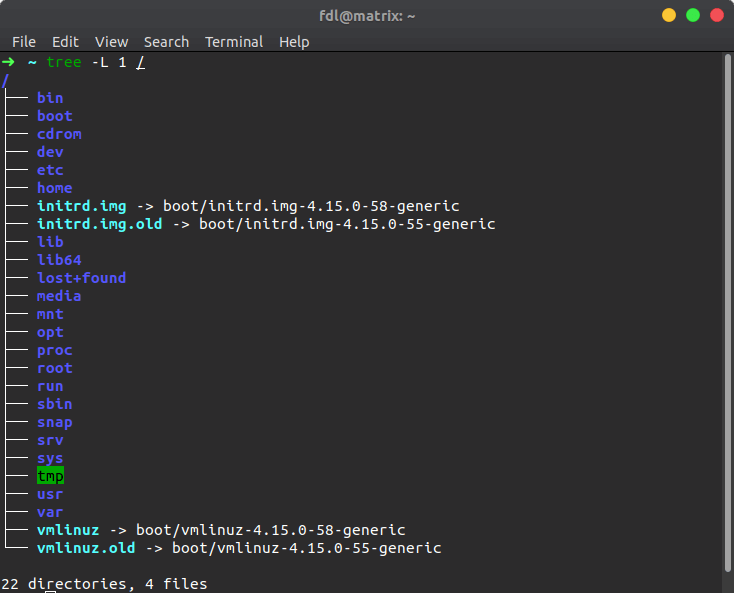 fdl@matrix: ~
File Edit View Search Terminal Help
➜ ~ tree -L 1 /
/
├── bin
├── boot
├── cdrom
├── dev
├── etc
├── home
├── initrd.img -> boot/initrd.img-4.15.0-58-generic
├── initrd.img.old -> boot/initrd.img-4.15.0-55-generic
├── lib
├── lib64
├── lost+found
├── media
├── mnt
├── opt
├── proc
├── root
├── run
├── sbin
├── snap
├── srv
├── sys
├── tmp
├── usr
├── var
├── vmlinuz -> boot/vmlinuz-4.15.0-58-generic
└── vmlinuz.old -> boot/vmlinuz-4.15.0-55-generic
22 directories, 4 files